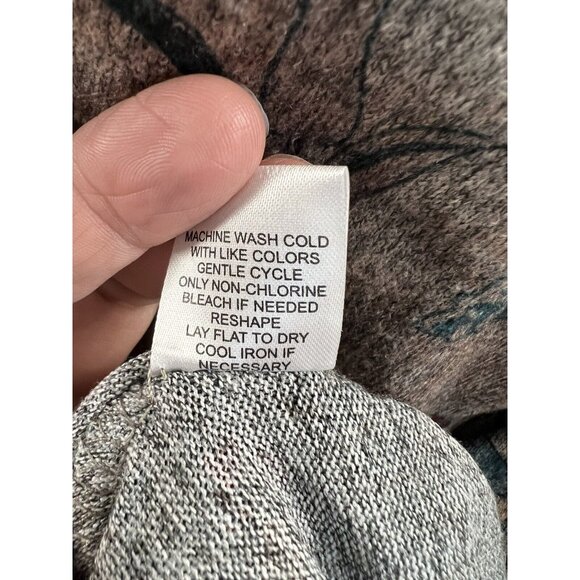 MACHINE WASH COLD
WITH LIKE COLORS
GENTLE CYCLE
ONLY NON-CHLORINE
BLEACH IF NEEDED
RESHAPE
LAY FLAT TO DRY
COOL IRON IF
NECESSARY